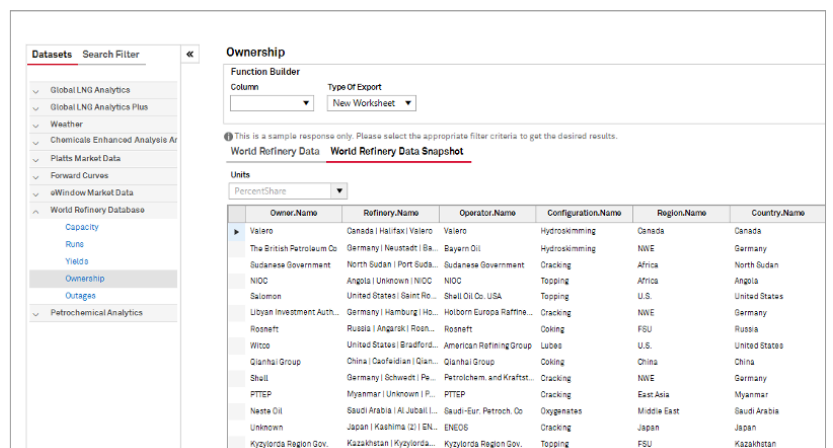 Datasets Search Filter «
Global LNG Analytics
Global LNG Analytics Plus
Weather
Chemicals Enhanced Analysis Ar
Platts Market Data
Forward Curves
eWindow Market Data
World Refinery Database
Capacity
Runs
Yields
Ownership
Outages
Petrochemical Analytics
Ownership
Function Builder
Column Type Of Export
New Worksheet
This is a sample response only. Please select the appropriate filter criteria to get the desired results.
World Refinery Data World Refinery Data Snapshot
Units
PercentShare
Owner.Name Refinery.Name Operator.Name Configuration.Name Region.Name Country.Name
Valero Canada | Halifax | Valero Valero Hydroskimming Canada Canada
The British Petroleum Co Germany | Neustadt | Ba... Bayern Oil Hydroskimming NWE Germany
Sudanese Government North Sudan | Port Suda... Sudanese Government Cracking Africa North Sudan
NIOC Angola | Unknown | NIOC NIOC Topping Africa Angola
Salomon United States | Saint Ro... Shell Oil Co. USA Topping U.S. United States
Libyan Investment Auth... Germany | Hamburg | Ho... Holborn Europa Raffine... Cracking NWE Germany
Rosneft Russia | Angarsk | Rosn... Rosneft Coking FSU Russia
Witco United States | Bradford... American Refining Group Lubes U.S. United States
Qianhai Group China | Caofeidian | Qian... Qianhai Group Coking China China
Shell Germany | Schwedt | Pe... Petrolchem. and Kraftst... Cracking NWE Germany
PTTEP Myanmar | Unknown | P... PTTEP Cracking East Asia Myanmar
Neste Oil Saudi Arabia | Al Jubail |... Saudi-Eur. Petroch. Co Oxygenates Middle East Saudi Arabia
Unknown Japan | Kashima (2) | EN... ENEOS Cracking Japan Japan
Kyzylorda Region Gov. Kazakhstan | Kyzylorda... Kyzylorda Region Gov. Topping FSU Kazakhstan